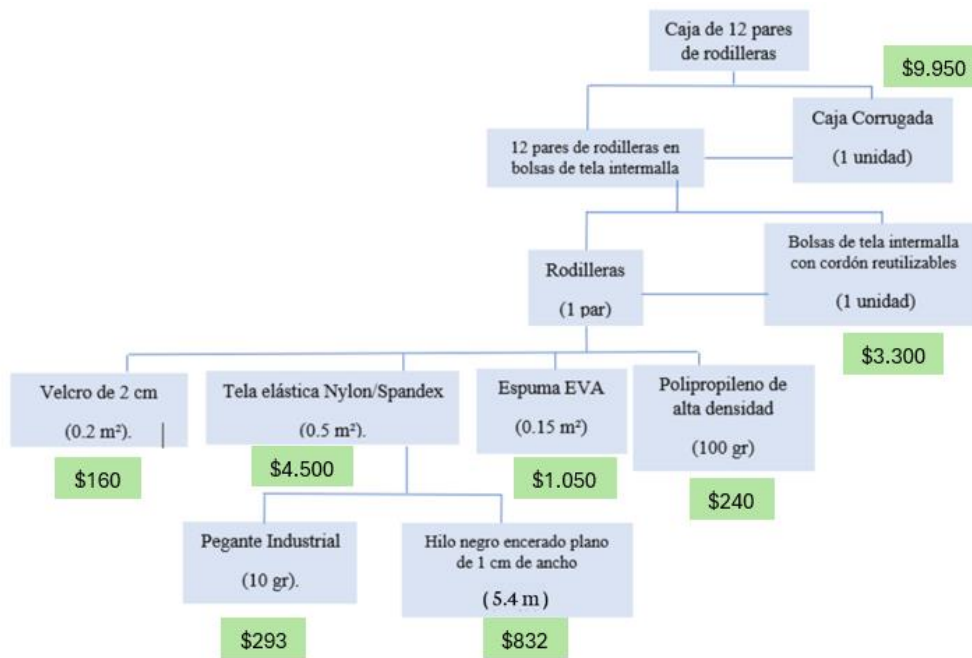 Caja de 12 pares
de rodilleras
$9.950
Caja Corrugada
(1 unidad)
12 pares de rodilleras en
bolsas de tela intermalla
Bolsas de tela intermalla
con cordón reutilizables
(1 unidad)
$3.300
Rodilleras
(1 par)
Velcro de 2 cm
(0.2 m²).
$160
Tela elástica Nylon/Spandex
(0.5 m²).
$4.500
Espuma EVA
(0.15 m²)
$1.050
Polipropileno de
alta densidad
(100 gr)
$240
Pegante Industrial
(10 gr).
$293
Hilo negro encerado plano
de 1 cm de ancho
( 5.4 m )
$832